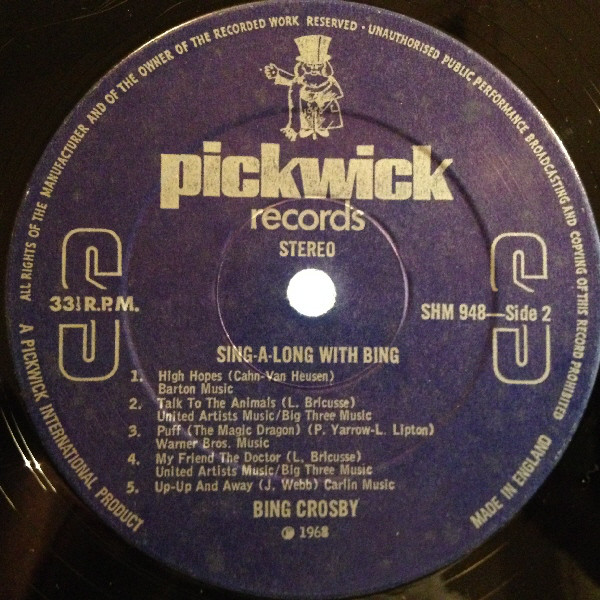 ALL RIGHTS OF THE MANUFACTURER AND OF THE OWNER OF THE RECORDED WORK RESERVED · UNAUTHORISED PUBLIC PERFORMANCE BROADCASTING AND COPYING OF THIS RECORD PROHIBITED
pickwick
records
STEREO
33⅓ R.P.M.
SHM 948—Side 2
SING-A-LONG WITH BING
1. High Hopes (Cahn-Van Heusen)
Barton Music
2. Talk To The Animals (L. Bricusse)
United Artists Music/Big Three Music
3. Puff (The Magic Dragon) (P. Yarrow-L. Lipton)
Warner Bros. Music
4. My Friend The Doctor (L. Bricusse)
United Artists Music/Big Three Music
5. Up-Up And Away (J. Webb) Carlin Music
BING CROSBY
℗ 1968
A PICKWICK INTERNATIONAL PRODUCT
MADE IN ENGLAND